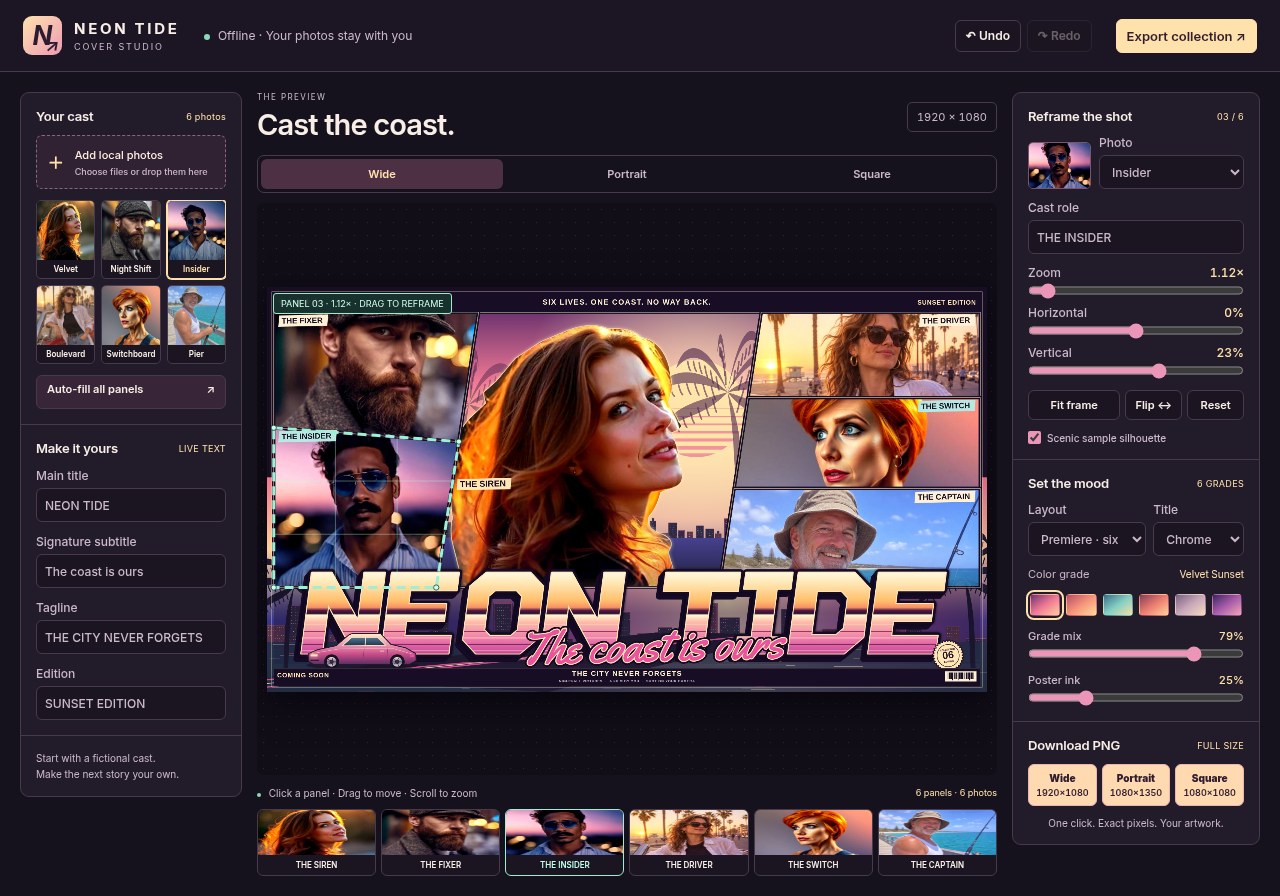 N
NEON TIDE
COVER STUDIO
Offline · Your photos stay with you
↶ Undo
↷ Redo
Export collection ↗
Your cast
6 photos
+
Add local photos
Choose files or drop them here
Velvet
Night Shift
Insider
Boulevard
Switchboard
Pier
Auto-fill all panels ↗
Make it yours
LIVE TEXT
Main title
NEON TIDE
Signature subtitle
The coast is ours
Tagline
THE CITY NEVER FORGETS
Edition
SUNSET EDITION
Start with a fictional cast.
Make the next story your own.
THE PREVIEW
Cast the coast.
1920 × 1080
Wide
Portrait
Square
PANEL 03 · 1.12× · DRAG TO REFRAME
SIX LIVES. ONE COAST. NO WAY BACK.
SUNSET EDITION
THE FIXER
THE DRIVER
THE SWITCH
THE INSIDER
THE SIREN
THE CAPTAIN
NEON TIDE
The coast is ours
06
COMING SOON
THE CITY NEVER FORGETS
Click a panel · Drag to move · Scroll to zoom
6 panels · 6 photos
THE SIREN
THE FIXER
THE INSIDER
THE DRIVER
THE SWITCH
THE CAPTAIN
Reframe the shot
03 / 6
Photo
Insider
Cast role
THE INSIDER
Zoom
1.12×
Horizontal
0%
Vertical
23%
Fit frame
Flip ↔
Reset
Scenic sample silhouette
Set the mood
6 GRADES
Layout
Title
Premiere · six
Chrome
Color grade
Velvet Sunset
Grade mix
79%
Poster ink
25%
Download PNG
FULL SIZE
Wide
1920×1080
Portrait
1080×1350
Square
1080×1080
One click. Exact pixels. Your artwork.